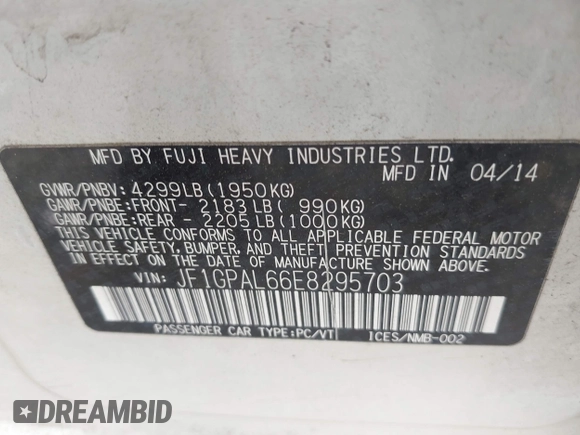 MFD BY FUJI HEAVY INDUSTRIES LTD.
MFD IN 04/14
GVWR/PNBV: 4299LB(1950KG)
GAWR/PNBE:FRONT- 2183LB( 990KG)
GAWR/PNBE:REAR - 2205LB(1000KG)
THIS VEHICLE CONFORMS TO ALL APPLICABLE FEDERAL MOTOR
VEHICLE SAFETY, BUMPER, AND THEFT PREVENTION STANDARDS
IN EFFECT ON THE DATE OF MANUFACTURE SHOWN ABOVE.
VIN: JF1GPAL66E8295703
PASSENGER CAR TYPE:PC/VT ICES/NMB-002
DREAMBID